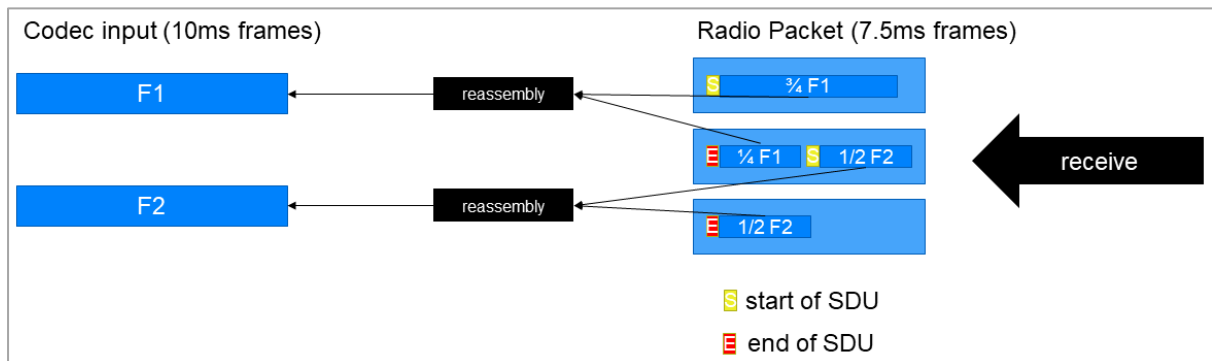 Codec input (10ms frames)
Radio Packet (7.5ms frames)
F1
reassembly
S
¾ F1
E
¼ F1
S
1/2 F2
receive
F2
reassembly
E
1/2 F2
S start of SDU
E end of SDU